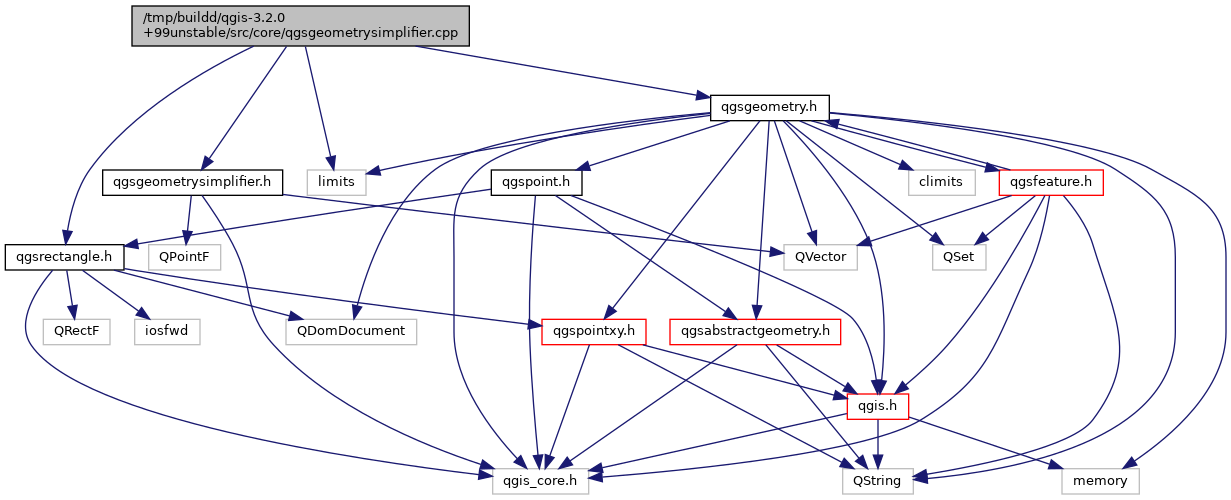 /tmp/buildd/qgis-3.2.0
+99unstable/src/core/qgsgeometrysimplifier.cpp
qgsgeometry.h
qgsgeometrysimplifier.h
limits
qgspoint.h
climits
qgsfeature.h
qgsrectangle.h
QPointF
QVector
QSet
QRectF
iosfwd
QDomDocument
qgspointxy.h
qgsabstractgeometry.h
qgis.h
qgis_core.h
QString
memory